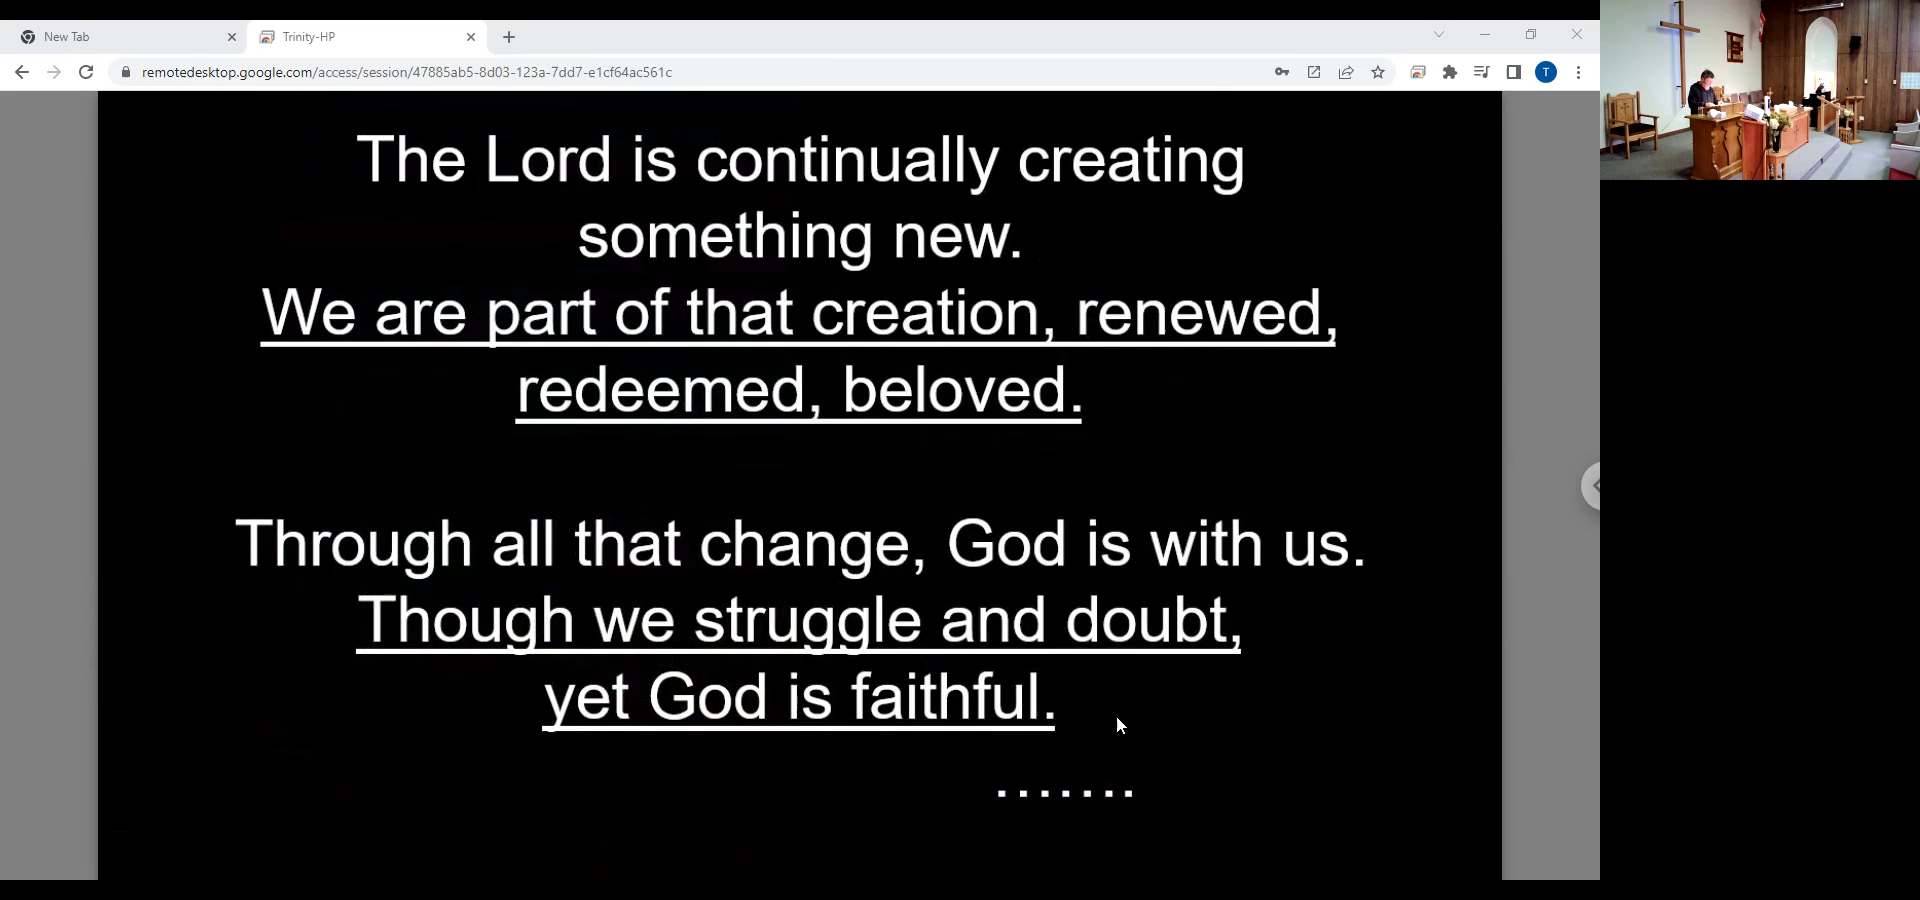 New Tab
Trinity-HP
remotedesktop.google.com/access/session/47885ab5-8d03-123a-7dd7-e1cf64ac561c
T
The Lord is continually creating
something new.
We are part of that creation, renewed,
redeemed, beloved.
Through all that change, God is with us.
Though we struggle and doubt,
yet God is faithful.
.......